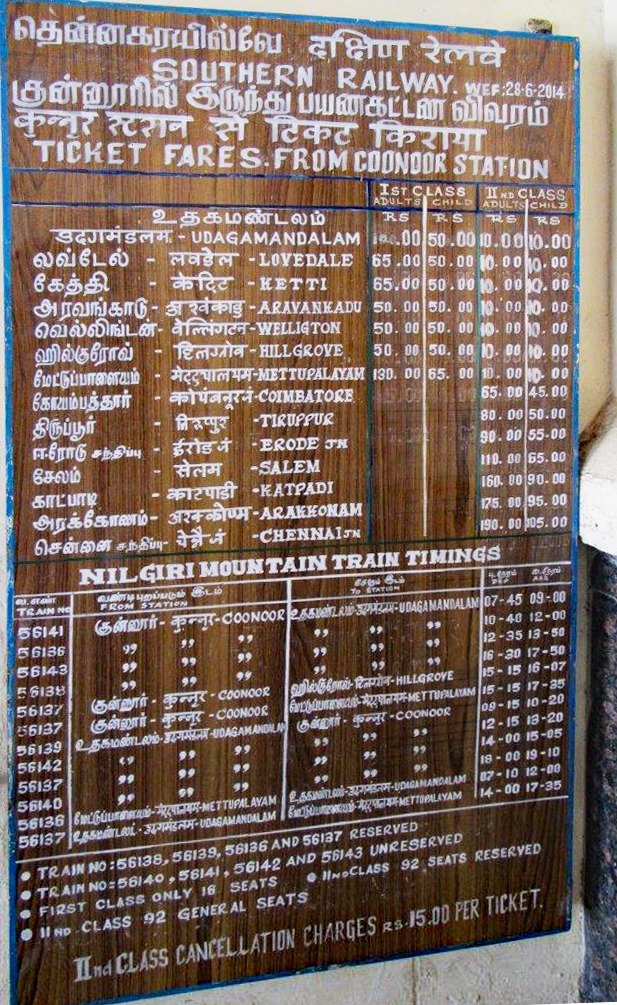 தென்னகரயில்வே दक्षिण रेलवे
SOUTHERN RAILWAY. WEF:28-6-2014
குன்னூரில் இருந்து பயணகட்டண விவரம்
कुन्नूर स्टेशन से टिकट किराया
TICKET FARES FROM COONOOR STATION
IST CLASS IIND CLASS
ADULTS CHILD ADULTS CHILD
RS RS RS RS
உதகமண்டலம்
उदगमंडलम - UDAGAMANDALAM 50.00 10.00 10.00
லவ்டேல் - लवडेल - LOVEDALE 65.00 50.00 10.00 10.00
கேத்தி - केट्टि - KETTI 65.00 50.00 10.00 10.00
அரவங்காடு - अरवंकाडु - ARAVANKADU 50.00 50.00 10.00 10.00
வெல்லிங்டன் - वेल्लिंगटन - WELLIGTON 50.00 50.00 10.00 10.00
ஹில்குரோவ் - हिलग्रोव - HILLGROVE 50.00 50.00 10.00 10.00
மேட்டுப்பாளையம் - मेट्टुपालयम - METTUPALAYAM 130.00 65.00 10.00 10.00
கோயம்பத்தூர் - - COIMBATORE 65.00 45.00
திருப்பூர் - तिरुप्पुर - TIRUPPUR 80.00 50.00
ஈரோடு சந்திப்பு - ईरोड जं - ERODE JN 90.00 55.00
சேலம் - सेलम - SALEM 110.00 65.00
காட்பாடி - काटपाडी - KATPADI 160.00 90.00
அரக்கோணம் - अरक्कोणम - ARAKKONAM 175.00 95.00
சென்னை சந்திப்பு - चेन्नै जं - CHENNAI JN 190.00 105.00
NILGIRI MOUNTAIN TRAIN TIMINGS
வ.எண் வண்டி புறப்படும் இடம் சேரும் இடம் பு.நேரம் வ.நேரம்
TRAIN NO FROM STATION TO STATION DEP ARL
56141 குன்னூர் - कुन्नूर - COONOOR உதகமண்டலம் - उदगमंडलम - UDAGAMANDALAM 07-45 09-00
56136 " " " " " " 10-40 12-00
56143 " " " " " " 12-35 13-50
56138 " " " " " " 16-30 17-50
56137 குன்னூர் - कुन्नूर - COONOOR ஹில்குரோவ் - हिलग्रोव - HILLGROVE 15-15 16-07
56137 குன்னூர் - कुन्नूर - COONOOR மேட்டுப்பாளையம் - मेट्टुपालयम - METTUPALAYAM 15-15 17-35
56139 உதகமண்டலம் - उदगमंडलम - UDAGAMANDALAM குன்னூர் - कुन्नूर - COONOOR 09-15 10-20
56142 " " " " " " 12-15 13-20
56137 " " " " " " 14-00 15-05
56140 " " " " " " 18-00 19-10
56136 மேட்டுப்பாளையம் - मेट्टुपालयम - METTUPALAYAM உதகமண்டலம் - उदगमंडलम - UDAGAMANDALAM 07-10 12-00
56137 உதகமண்டலம் - उदगमंडलम - UDAGAMANDALAM மேட்டுப்பாளையம் - मेट्टुपालयम - METTUPALAYAM 14-00 17-35
● TRAIN NO: 56138, 56139, 56136 AND 56137 RESERVED
● TRAIN NO: 56140, 56141, 56142 AND 56143 UNRESERVED
● FIRST CLASS ONLY 16 SEATS ● IIND CLASS 92 SEATS RESERVED
● IIND CLASS 92 GENERAL SEATS
IInd CLASS CANCELLATION CHARGES RS.15.00 PER TICKET.